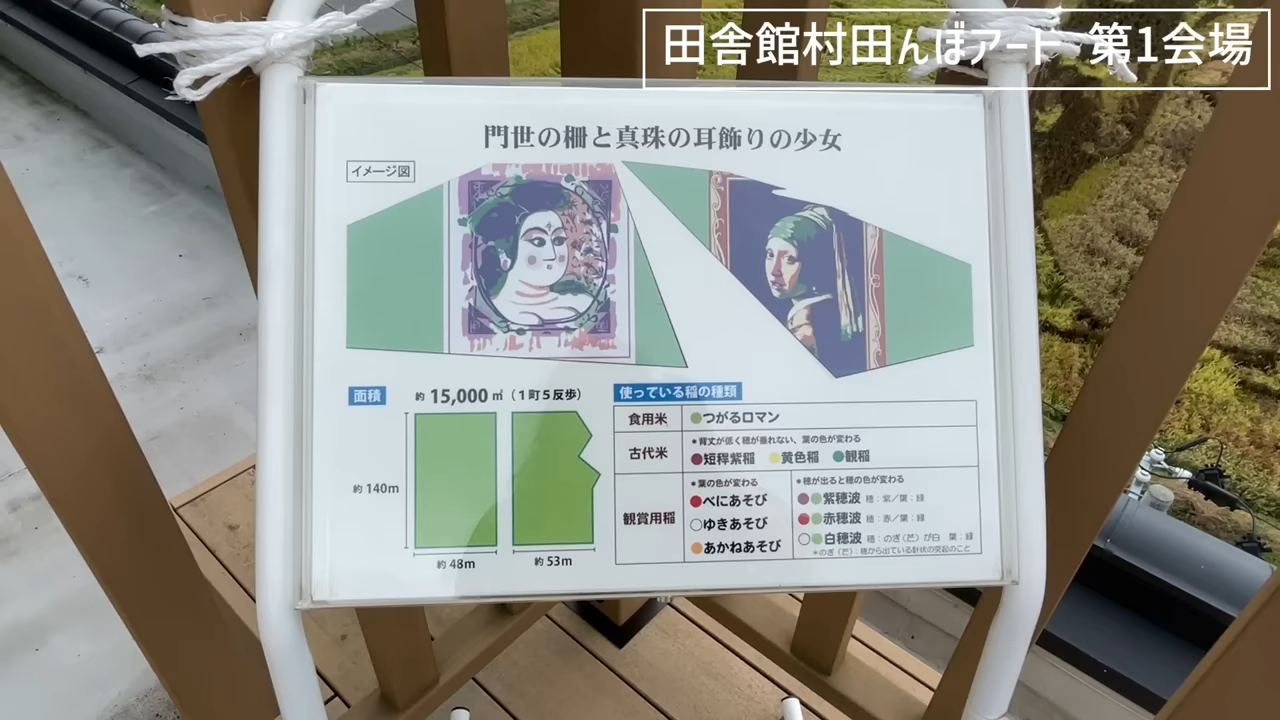 田舎館村田んぼアート 第1会場
門世の柵と真珠の耳飾りの少女
イメージ図
面積
約 15,000 ㎡（1町5反歩）
約 140m
約 48m
約 53m
使っている稲の種類
食用米
つがるロマン
古代米
＊背丈が低く穂が垂れない、葉の色が変わる
短稈紫稲 黄色稲 観稲
観賞用稲
＊葉の色が変わる
べにあそび
ゆきあそび
あかねあそび
＊穂が出ると穂の色が変わる
紫穂波 穂：紫／葉：緑
赤穂波 穂：赤／葉：緑
白穂波 穂：のぎ（芒）が白 葉：緑
＊のぎ（芒）：穂から出ている針状の突起のこと